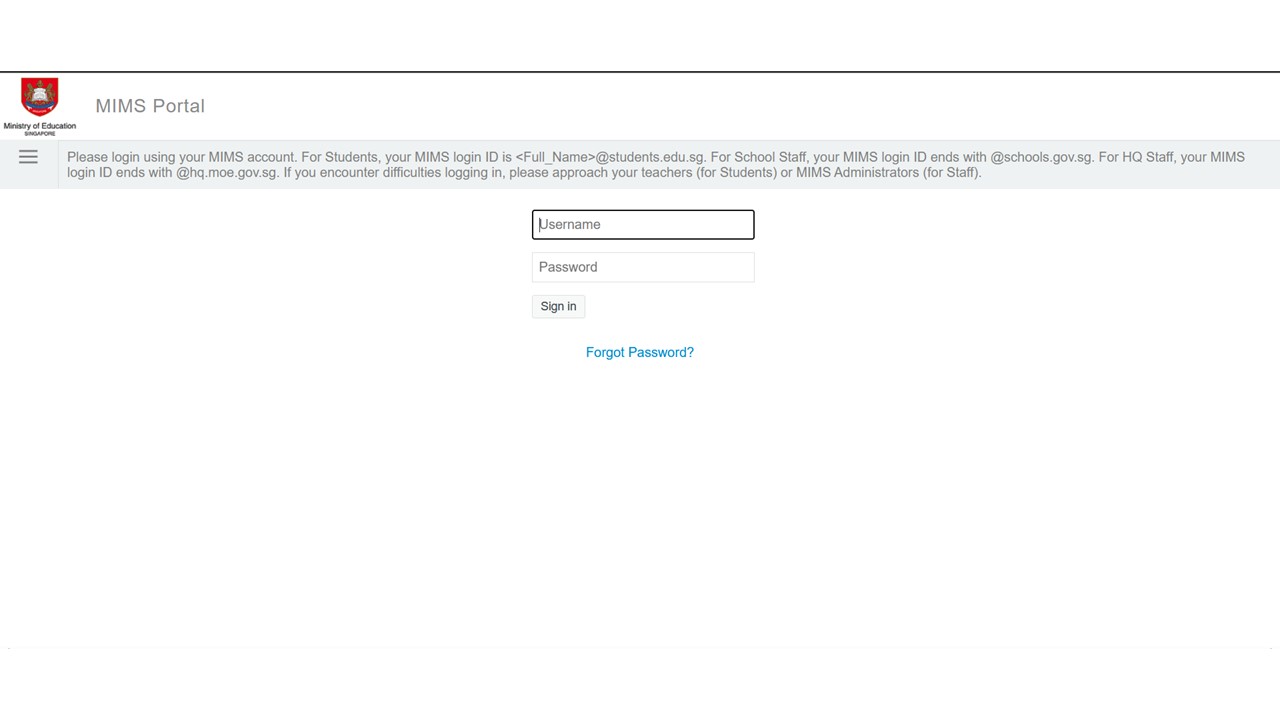 MIMS Portal
Ministry of Education
SINGAPORE
Please login using your MIMS account. For Students, your MIMS login ID is <Full_Name>@students.edu.sg. For School Staff, your MIMS login ID ends with @schools.gov.sg. For HQ Staff, your MIMS
login ID ends with @hq.moe.gov.sg. If you encounter difficulties logging in, please approach your teachers (for Students) or MIMS Administrators (for Staff).
Username
Password
Sign in
Forgot Password?